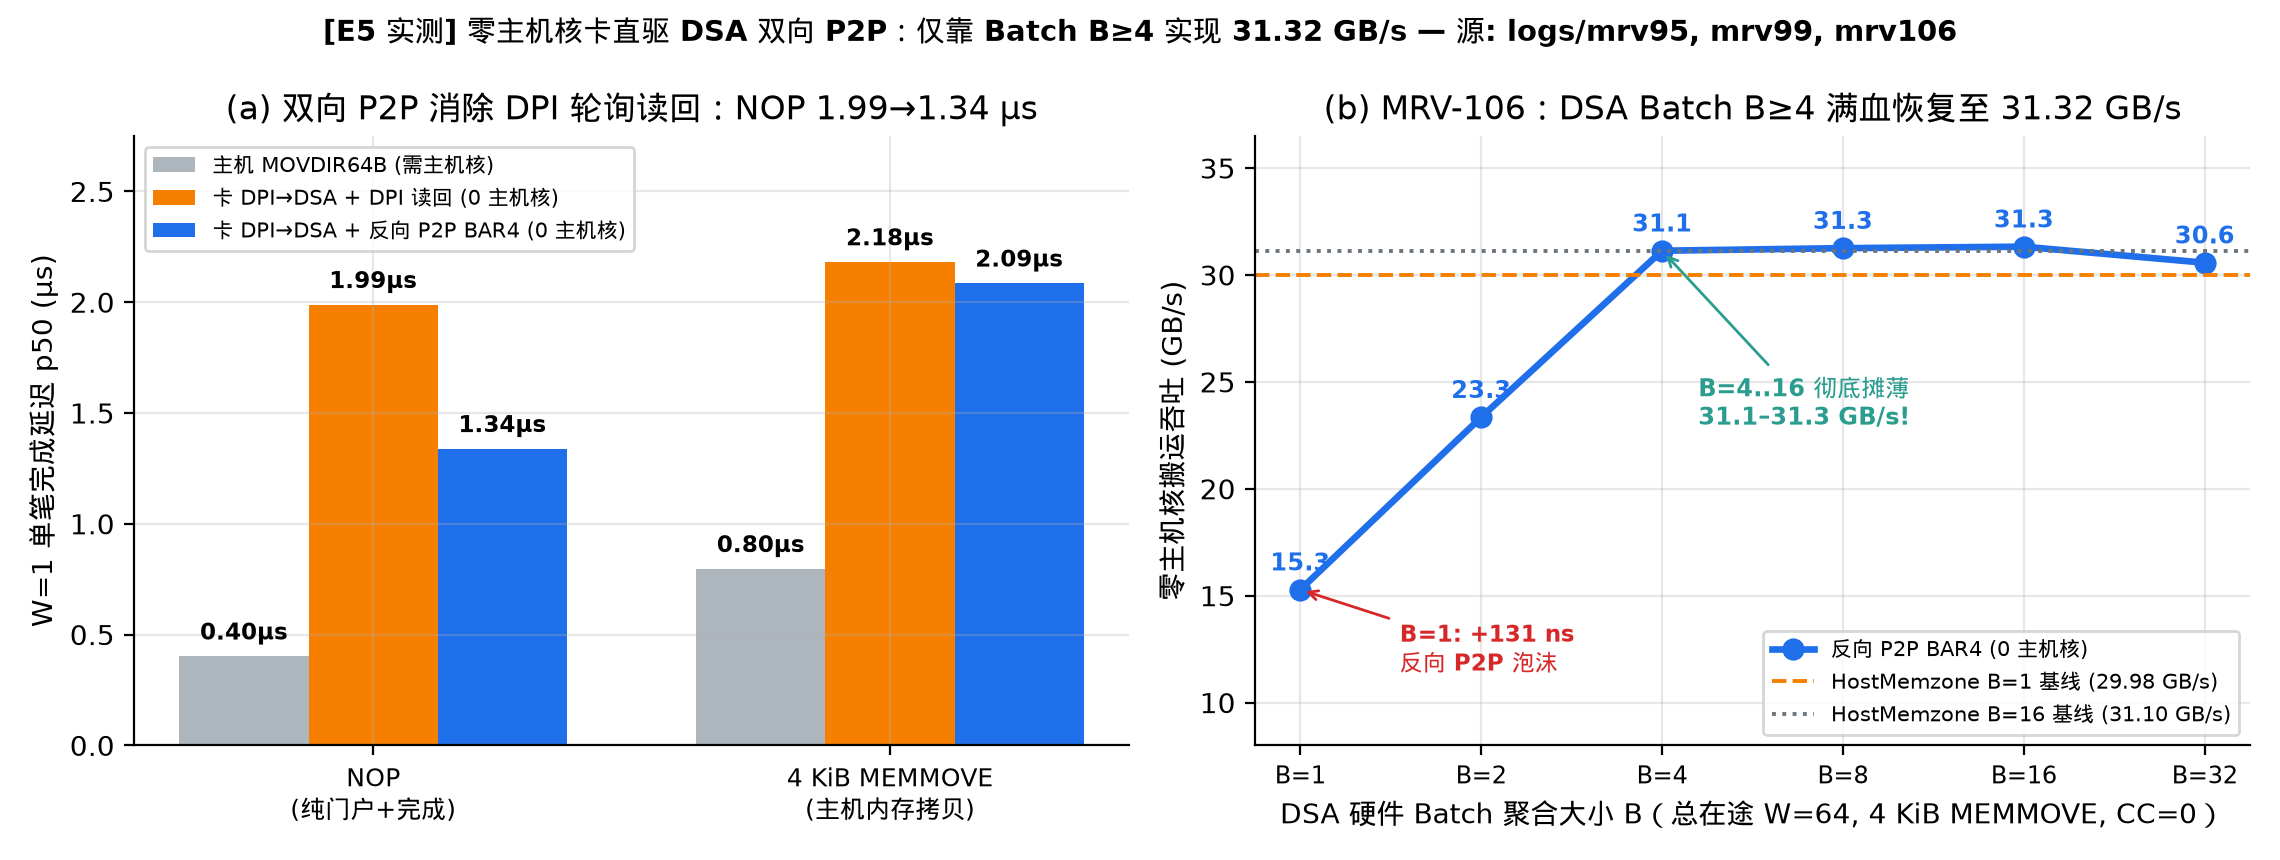 [E5 实测] 零主机核卡直驱 DSA 双向 P2P：仅靠 Batch B≥4 实现 31.32 GB/s — 源: logs/mrv95, mrv99, mrv106
(a) 双向 P2P 消除 DPI 轮询读回：NOP 1.99→1.34 μs
W=1 单笔完成延迟 p50 (μs)
2.5
2.0
1.5
1.0
0.5
0.0
主机 MOVDIR64B (需主机核)
卡 DPI→DSA + DPI 读回 (0 主机核)
卡 DPI→DSA + 反向 P2P BAR4 (0 主机核)
0.40μs
1.99μs
1.34μs
0.80μs
2.18μs
2.09μs
NOP
(纯门户+完成)
4 KiB MEMMOVE
(主机内存拷贝)
(b) MRV-106：DSA Batch B≥4 满血恢复至 31.32 GB/s
零主机核搬运吞吐 (GB/s)
35
30
25
20
15
10
15.3
23.3
31.1
31.3
31.3
30.6
B=4..16 彻底摊薄
31.1–31.3 GB/s!
B=1: +131 ns
反向 P2P 泡沫
反向 P2P BAR4 (0 主机核)
HostMemzone B=1 基线 (29.98 GB/s)
HostMemzone B=16 基线 (31.10 GB/s)
B=1
B=2
B=4
B=8
B=16
B=32
DSA 硬件 Batch 聚合大小 B（总在途 W=64, 4 KiB MEMMOVE, CC=0）